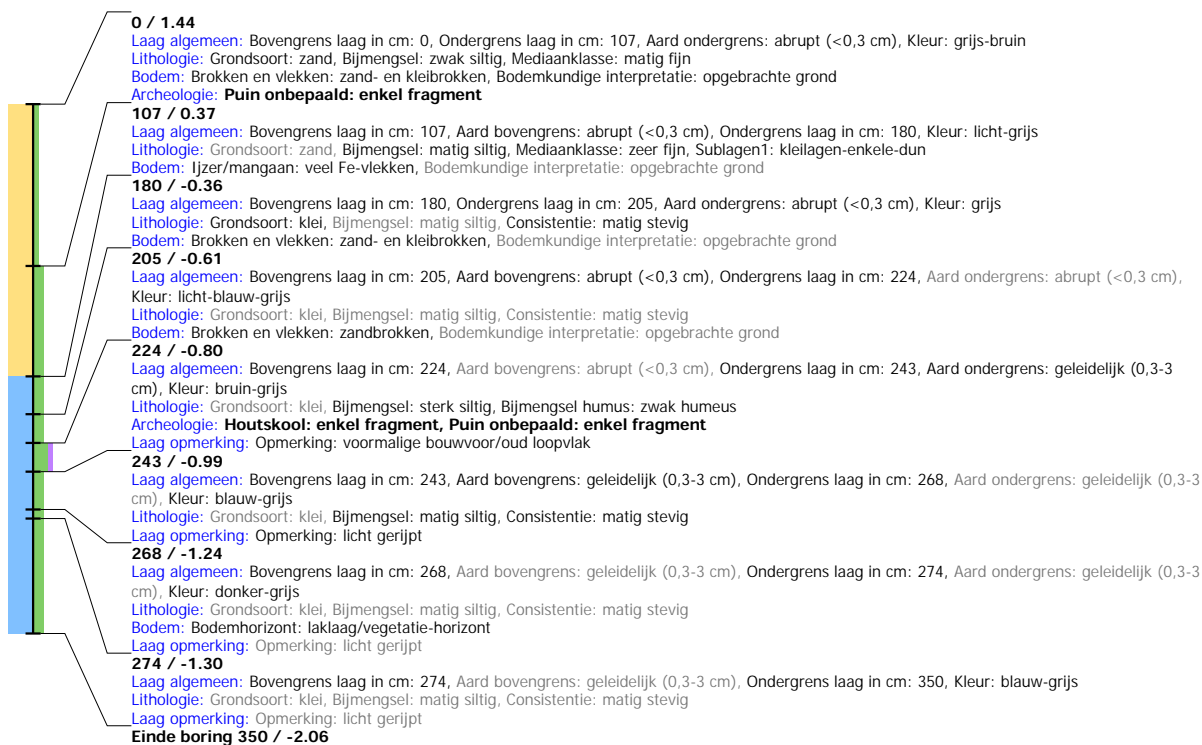 0 / 1.44
Laag algemeen: Bovengrens laag in cm: 0, Ondergrens laag in cm: 107, Aard ondergrens: abrupt (<0,3 cm), Kleur: grijs-bruin
Lithologie: Grondsoort: zand, Bijmengsel: zwak siltig, Mediaanklasse: matig fijn
Bodem: Brokken en vlekken: zand- en kleibrokken, Bodemkundige interpretatie: opgebrachte grond
Archeologie: Puin onbepaald: enkel fragment
107 / 0.37
Laag algemeen: Bovengrens laag in cm: 107, Aard bovengrens: abrupt (<0,3 cm), Ondergrens laag in cm: 180, Kleur: licht-grijs
Lithologie: Grondsoort: zand, Bijmengsel: matig siltig, Mediaanklasse: zeer fijn, Sublagen1: kleilagen-enkele-dun
Bodem: Ijzer/mangaan: veel Fe-vlekken, Bodemkundige interpretatie: opgebrachte grond
180 / -0.36
Laag algemeen: Bovengrens laag in cm: 180, Ondergrens laag in cm: 205, Aard ondergrens: abrupt (<0,3 cm), Kleur: grijs
Lithologie: Grondsoort: klei, Bijmengsel: matig siltig, Consistentie: matig stevig
Bodem: Brokken en vlekken: zand- en kleibrokken, Bodemkundige interpretatie: opgebrachte grond
205 / -0.61
Laag algemeen: Bovengrens laag in cm: 205, Aard bovengrens: abrupt (<0,3 cm), Ondergrens laag in cm: 224, Aard ondergrens: abrupt (<0,3 cm),
Kleur: licht-blauw-grijs
Lithologie: Grondsoort: klei, Bijmengsel: matig siltig, Consistentie: matig stevig
Bodem: Brokken en vlekken: zandbrokken, Bodemkundige interpretatie: opgebrachte grond
224 / -0.80
Laag algemeen: Bovengrens laag in cm: 224, Aard bovengrens: abrupt (<0,3 cm), Ondergrens laag in cm: 243, Aard ondergrens: geleidelijk (0,3-3
cm), Kleur: bruin-grijs
Lithologie: Grondsoort: klei, Bijmengsel: sterk siltig, Bijmengsel humus: zwak humeus
Archeologie: Houtskool: enkel fragment, Puin onbepaald: enkel fragment
Laag opmerking: Opmerking: voormalige bouwvoor/oud loopvlak
243 / -0.99
Laag algemeen: Bovengrens laag in cm: 243, Aard bovengrens: geleidelijk (0,3-3 cm), Ondergrens laag in cm: 268, Aard ondergrens: geleidelijk (0,3-3
cm), Kleur: blauw-grijs
Lithologie: Grondsoort: klei, Bijmengsel: matig siltig, Consistentie: matig stevig
Laag opmerking: Opmerking: licht gerijpt
268 / -1.24
Laag algemeen: Bovengrens laag in cm: 268, Aard bovengrens: geleidelijk (0,3-3 cm), Ondergrens laag in cm: 274, Aard ondergrens: geleidelijk (0,3-3
cm), Kleur: donker-grijs
Lithologie: Grondsoort: klei, Bijmengsel: matig siltig, Consistentie: matig stevig
Bodem: Bodemhorizont: laklaag/vegetatie-horizont
Laag opmerking: Opmerking: licht gerijpt
274 / -1.30
Laag algemeen: Bovengrens laag in cm: 274, Aard bovengrens: geleidelijk (0,3-3 cm), Ondergrens laag in cm: 350, Kleur: blauw-grijs
Lithologie: Grondsoort: klei, Bijmengsel: matig siltig, Consistentie: matig stevig
Laag opmerking: Opmerking: licht gerijpt
Einde boring 350 / -2.06